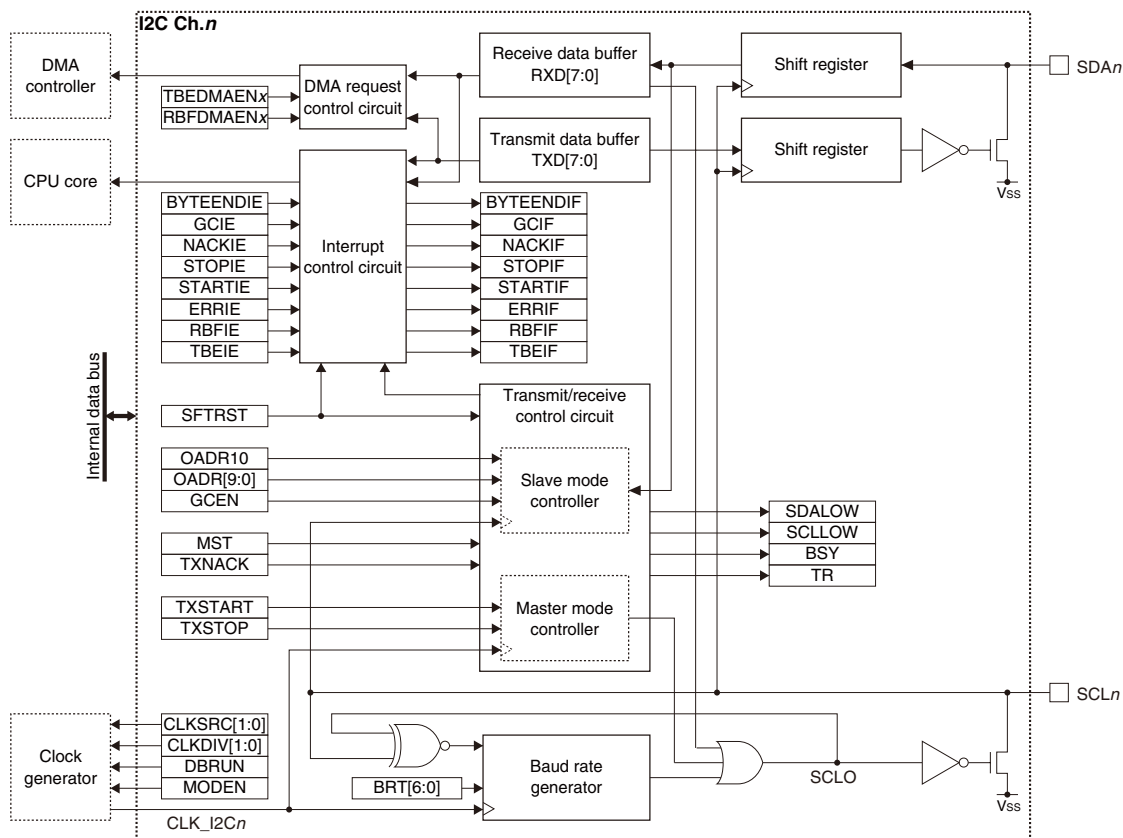 I2C Ch.n
DMA
controller
TBEDMAENx
RBFDMAENx
DMA request
control circuit
Receive data buffer
RXD[7:0]
Shift register
SDAn
Transmit data buffer
TXD[7:0]
Shift register
VSS
CPU core
BYTEENDIE
GCIE
NACKIE
STOPIE
STARTIE
ERRIE
RBFIE
TBEIE
Interrupt
control circuit
BYTEENDIF
GCIF
NACKIF
STOPIF
STARTIF
ERRIF
RBFIF
TBEIF
Internal data bus
SFTRST
Transmit/receive
control circuit
OADR10
OADR[9:0]
GCEN
Slave mode
controller
MST
TXNACK
SDALOW
SCLLOW
BSY
TR
TXSTART
TXSTOP
Master mode
controller
SCLn
Clock
generator
CLKSRC[1:0]
CLKDIV[1:0]
DBRUN
MODEN
CLK_I2Cn
BRT[6:0]
Baud rate
generator
SCLO
VSS